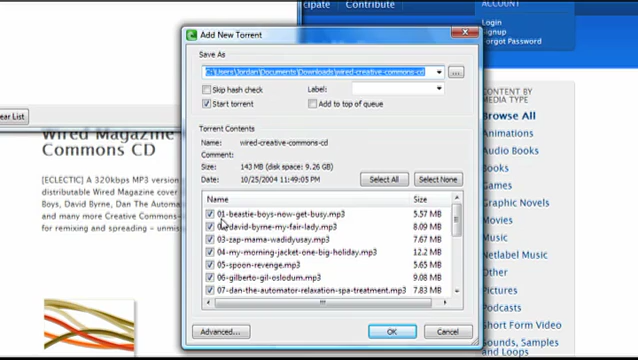 cipate Contribute
ACCOUNT
Login
Signup
Forgot Password
Add New Torrent
Save As
C:\Users\Jordan\Documents\Downloads\wired-creative-commons-cd
...
Skip hash check
Label:
Start torrent
Add to top of queue
Torrent Contents
Name: wired-creative-commons-cd
Comment:
Size: 143 MB (disk space: 9.26 GB)
Date: 10/25/2004 11:49:05 PM
Select All
Select None
Name Size
01-beastie-boys-now-get-busy.mp3 5.57 MB
david-byrne-my-fair-lady.mp3 8.09 MB
03-zap-mama-wadidyusay.mp3 7.67 MB
04-my-morning-jacket-one-big-holiday.mp3 12.2 MB
05-spoon-revenge.mp3 5.65 MB
06-gilberto-gil-oslodum.mp3 9.08 MB
07-dan-the-automator-relaxation-spa-treatment.mp3 7.83 MB
Advanced...
OK
Cancel
ear List
Wired Magazine
Commons CD
[ECLECTIC] A 320kbps MP3 version
distributable Wired Magazine cover
Boys, David Byrne, Dan The Automat
and many more Creative Commons-
for remixing and spreading - unmiss
CONTENT BY
MEDIA TYPE
Browse All
Animations
Audio Books
Books
Games
Graphic Novels
Movies
Music
Netlabel Music
Other
Pictures
Podcasts
Short Form Video
Sounds, Samples
and Loops